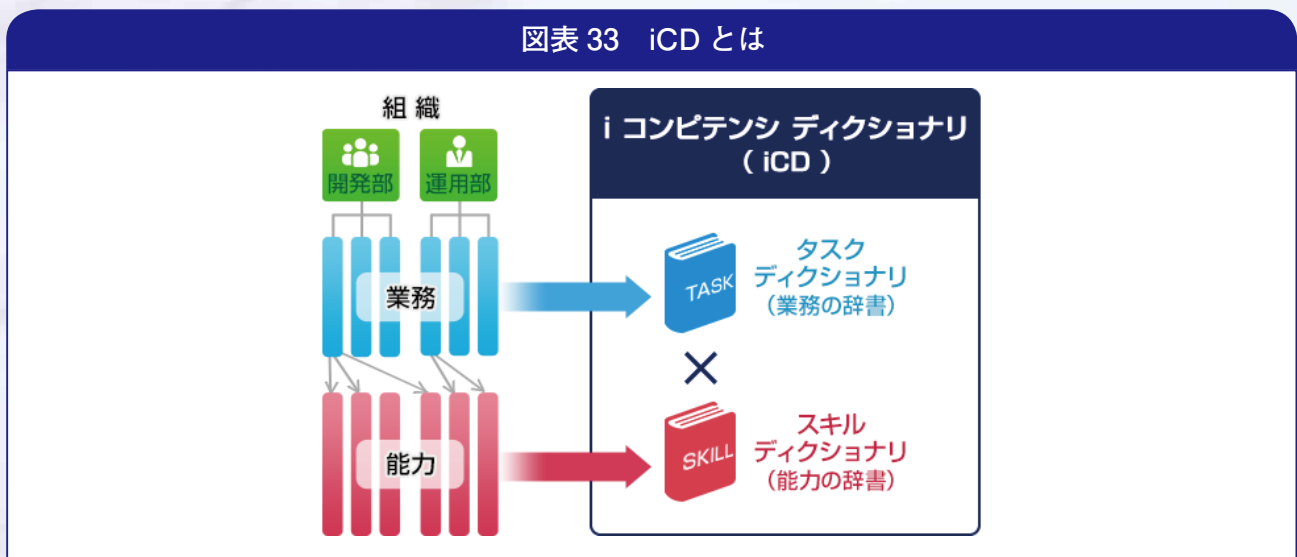 図表 33 iCD とは
組 織
開発部
運用部
業務
能力
i コンピテンシ ディクショナリ
( iCD )
TASK
タスク
ディクショナリ
(業務の辞書)
×
SKILL
スキル
ディクショナリ
(能力の辞書)